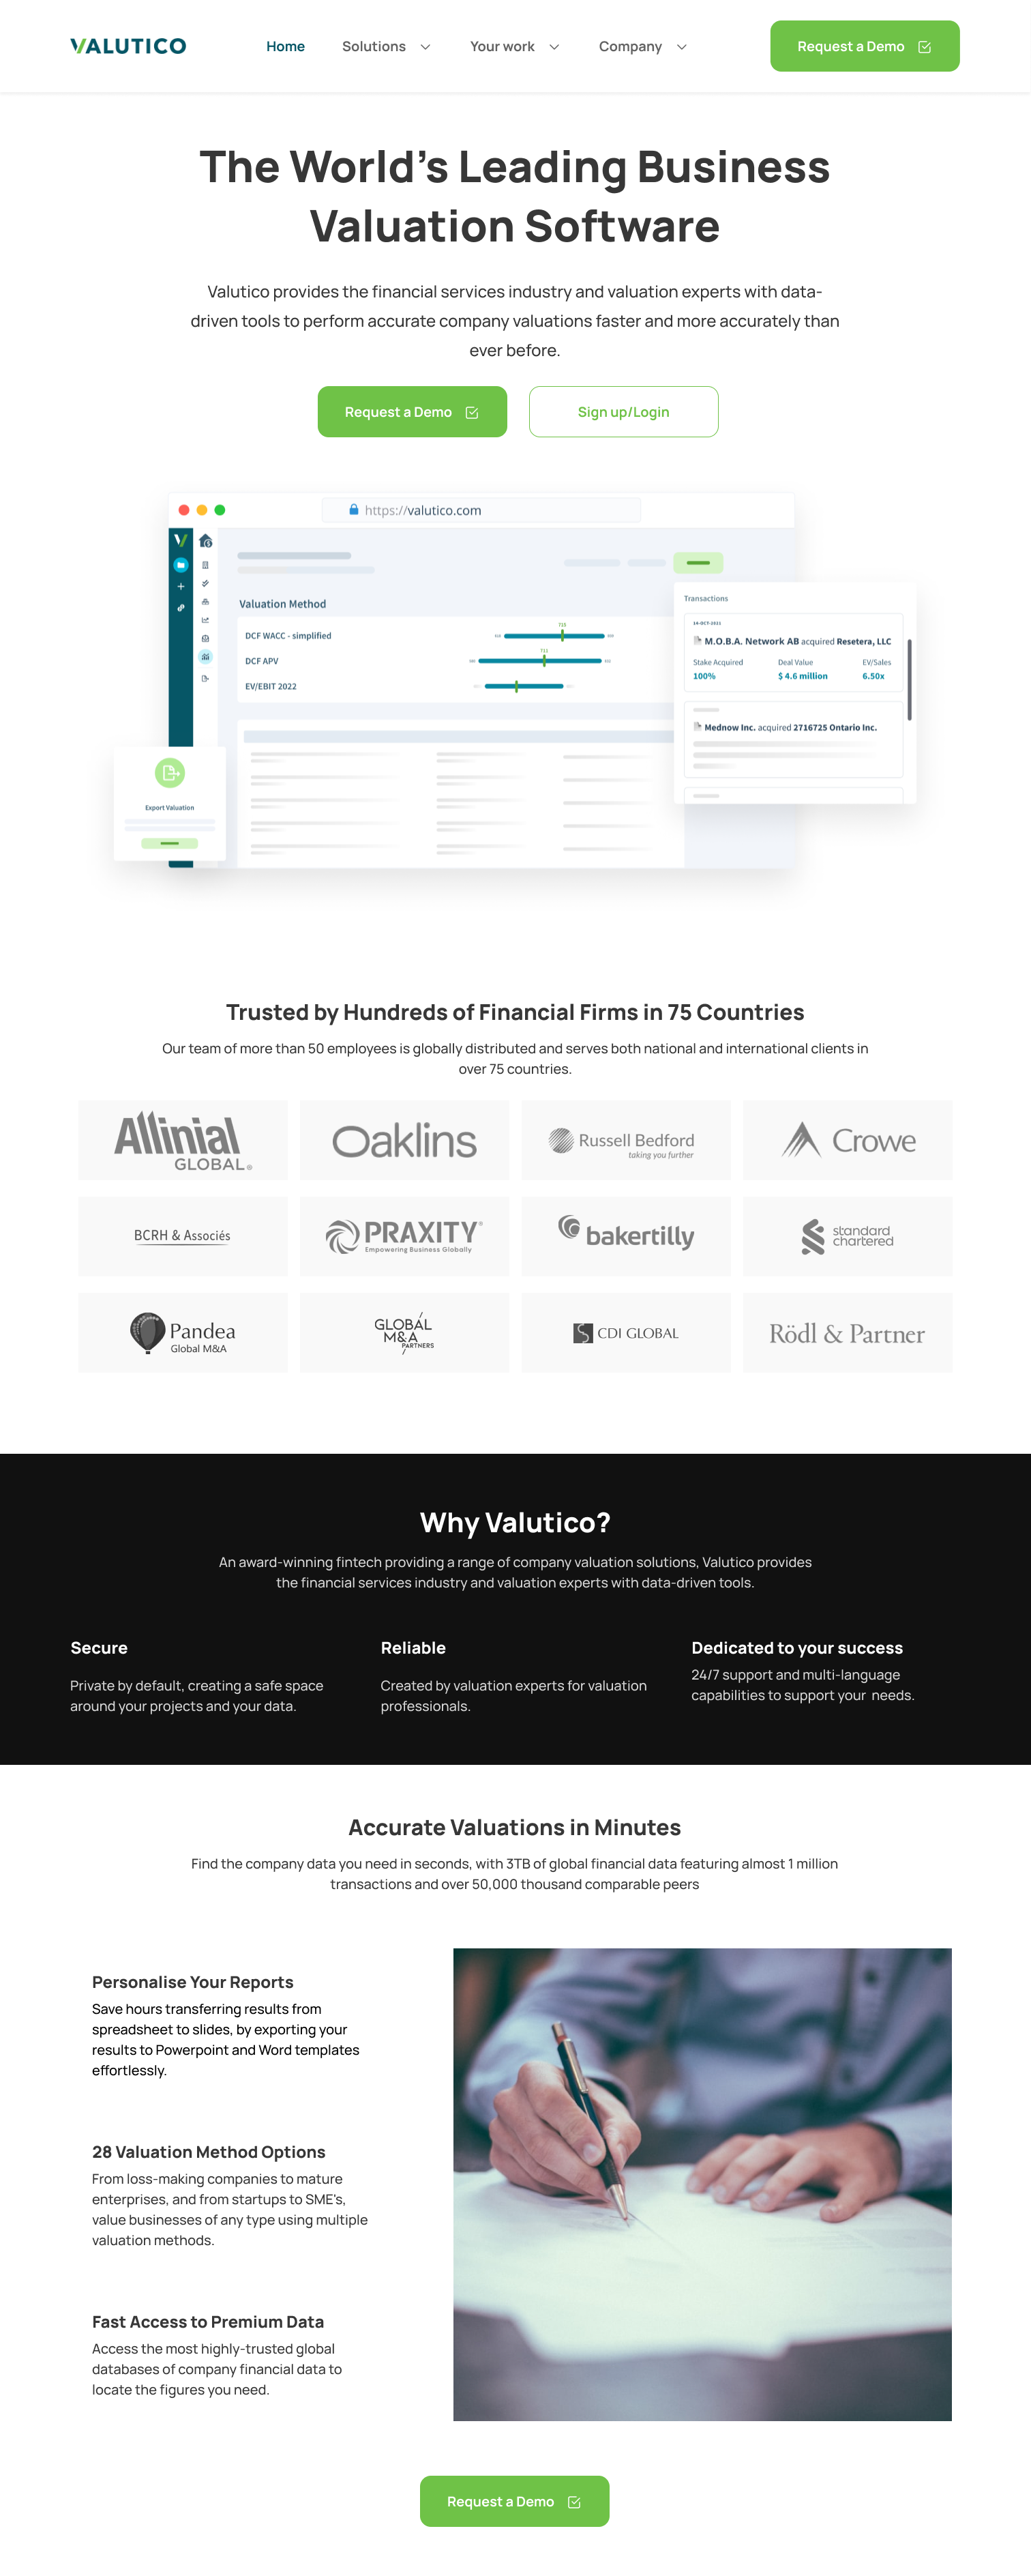 VALUTICO
Home
Solutions
Your work
Company
Request a Demo
The World's Leading Business
Valuation Software
Valutico provides the financial services industry and valuation experts with data-
driven tools to perform accurate company valuations faster and more accurately than
ever before.
Request a Demo
Sign up/Login
https://valutico.com
Valuation Method
DCF WACC - simplified
DCF APV
EV/EBIT 2022
Transactions
14-OCT-2021
M.O.B.A. Network AB acquired Resetera, LLC
Stake Acquired
Deal Value
EV/Sales
100%
$ 4.6 million
6.50x
Mednow Inc. acquired 2716725 Ontario Inc.
Export Valuation
Trusted by Hundreds of Financial Firms in 75 Countries
Our team of more than 50 employees is globally distributed and serves both national and international clients in
over 75 countries.
Allinial
GLOBAL®
Oaklins
Russell Bedford
taking you further
Crowe
BCRH & Associés
PRAXITY®
Empowering Business Globally
bakertilly
standard
chartered
Pandea
Global M&A
GLOBAL
M&A
PARTNERS
CDI GLOBAL
Rödl & Partner
Why Valutico?
An award-winning fintech providing a range of company valuation solutions, Valutico provides
the financial services industry and valuation experts with data-driven tools.
Secure
Private by default, creating a safe space
around your projects and your data.
Reliable
Created by valuation experts for valuation
professionals.
Dedicated to your success
24/7 support and multi-language
capabilities to support your needs.
Accurate Valuations in Minutes
Find the company data you need in seconds, with 3TB of global financial data featuring almost 1 million
transactions and over 50,000 thousand comparable peers
Personalise Your Reports
Save hours transferring results from
spreadsheet to slides, by exporting your
results to Powerpoint and Word templates
effortlessly.
28 Valuation Method Options
From loss-making companies to mature
enterprises, and from startups to SME's,
value businesses of any type using multiple
valuation methods.
Fast Access to Premium Data
Access the most highly-trusted global
databases of company financial data to
locate the figures you need.
Request a Demo